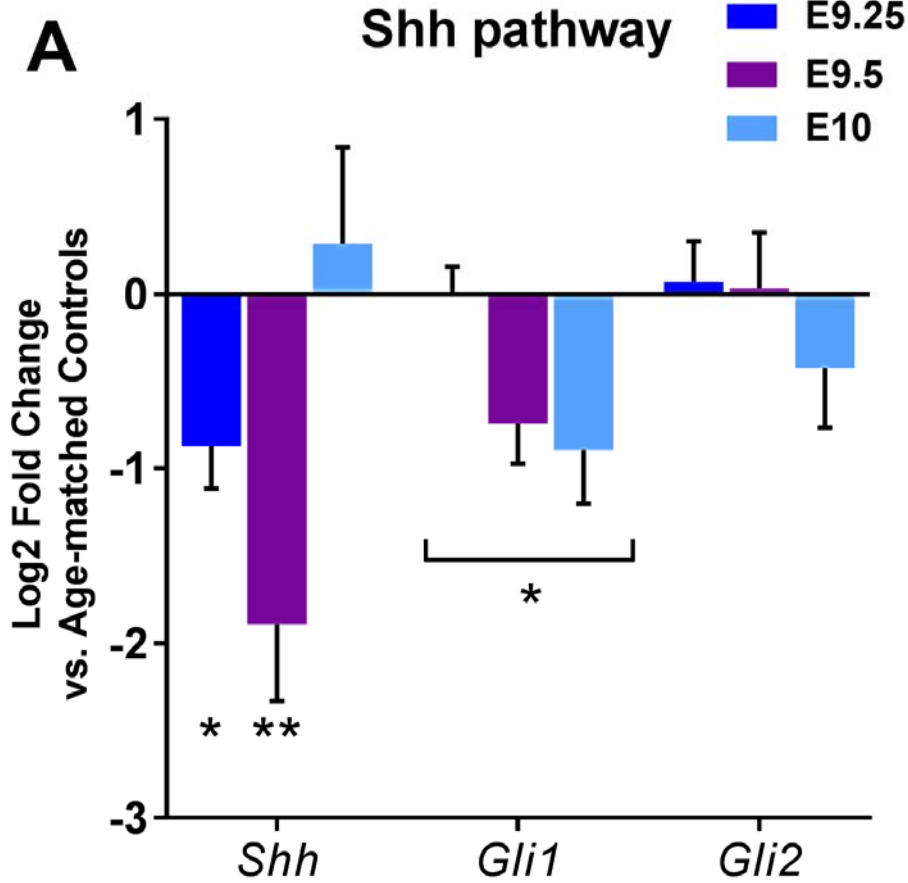 A
Shh pathway
E9.25
E9.5
E10
Log2 Fold Change
vs. Age-matched Controls
1
0
-1
-2
-3
*
* **
Shh Gli1 Gli2